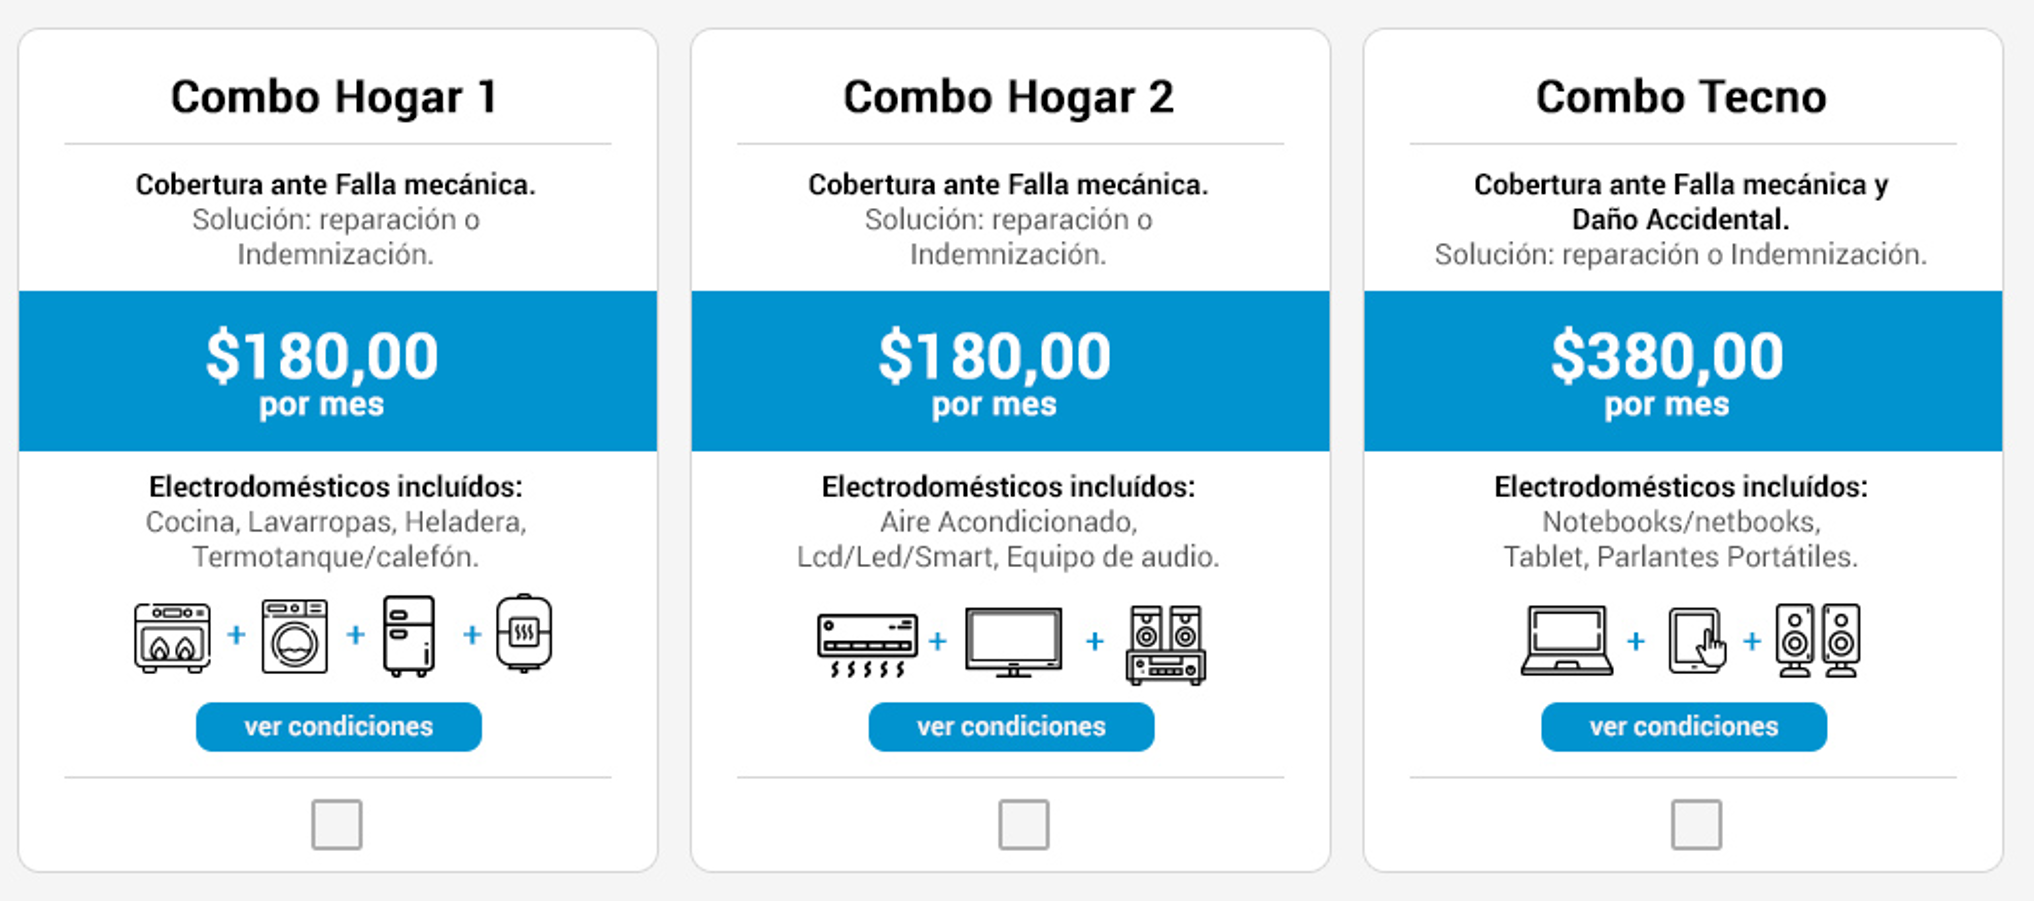 Combo Hogar 1
Cobertura ante Falla mecánica.
Solución: reparación o
Indemnización.
$180,00
por mes
Electrodomésticos incluídos:
Cocina, Lavarropas, Heladera,
Termotanque/calefón.
+ + +
ver condiciones
Combo Hogar 2
Cobertura ante Falla mecánica.
Solución: reparación o
Indemnización.
$180,00
por mes
Electrodomésticos incluídos:
Aire Acondicionado,
Lcd/Led/Smart, Equipo de audio.
+ +
ver condiciones
Combo Tecno
Cobertura ante Falla mecánica y
Daño Accidental.
Solución: reparación o Indemnización.
$380,00
por mes
Electrodomésticos incluídos:
Notebooks/netbooks,
Tablet, Parlantes Portátiles.
+ +
ver condiciones